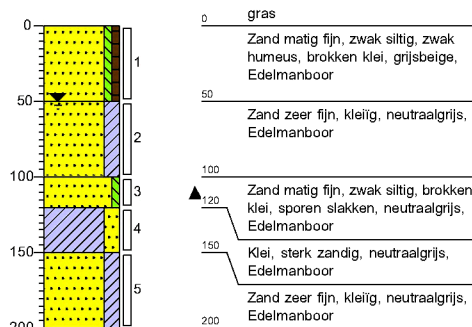 0
50
100
150
200
1
2
3
4
5
0
gras
Zand matig fijn, zwak siltig, zwak
humeus, brokken klei, grijsbeige,
Edelmanboor
50
Zand zeer fijn, kleiïg, neutraalgrijs,
Edelmanboor
100
Zand matig fijn, zwak siltig, brokken
klei, sporen slakken, neutraalgrijs,
Edelmanboor
120
Klei, sterk zandig, neutraalgrijs,
Edelmanboor
150
Zand zeer fijn, kleiïg, neutraalgrijs,
Edelmanboor
200